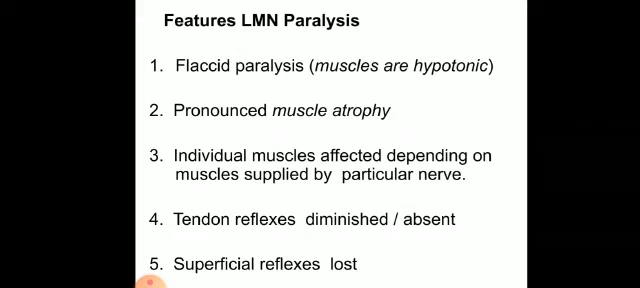 Features LMN Paralysis
1. Flaccid paralysis (muscles are hypotonic)
2. Pronounced muscle atrophy
3. Individual muscles affected depending on
muscles supplied by particular nerve.
4. Tendon reflexes diminished / absent
5. Superficial reflexes lost